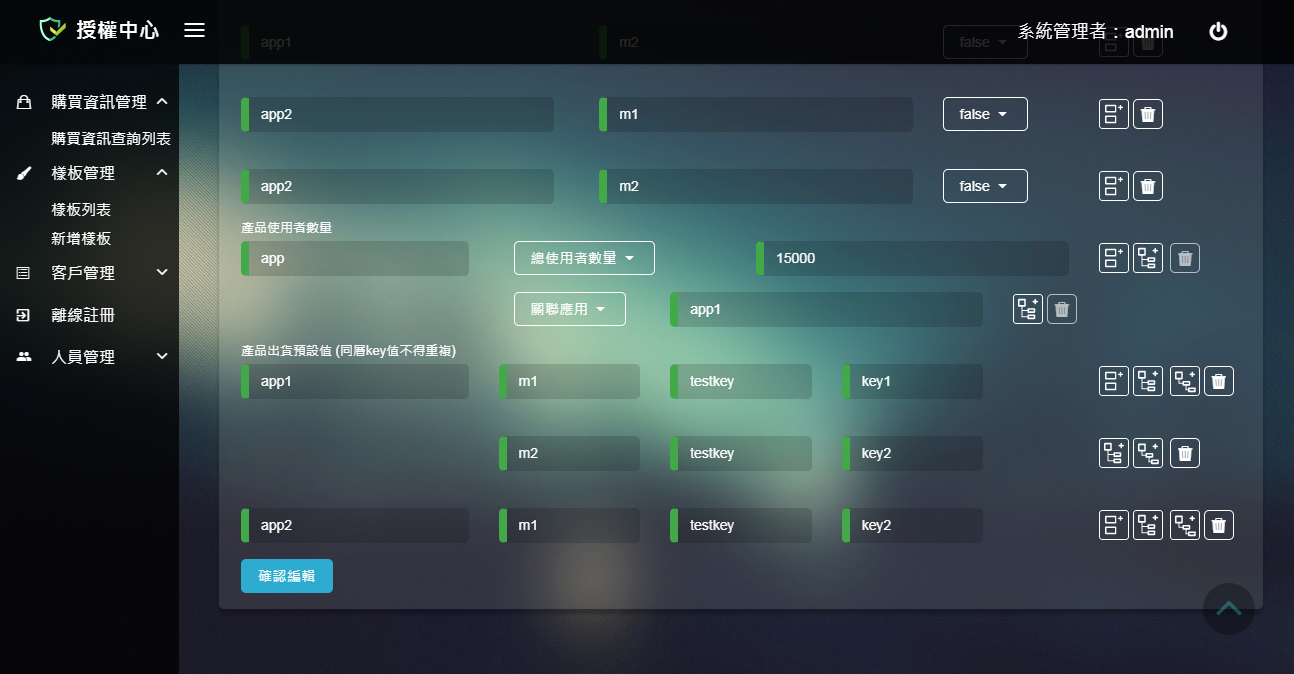 授權中心
系統管理者：admin
app1 m2 false
購買資訊管理
購買資訊查詢列表
樣板管理
樣板列表
新增樣板
客戶管理
離線註冊
人員管理
app2 m1 false
app2 m2 false
產品使用者數量
app 總使用者數量 15000
關聯應用 app1
產品出貨預設值 (同層key值不得重複)
app1 m1 testkey key1
m2 testkey key2
app2 m1 testkey key2
確認編輯